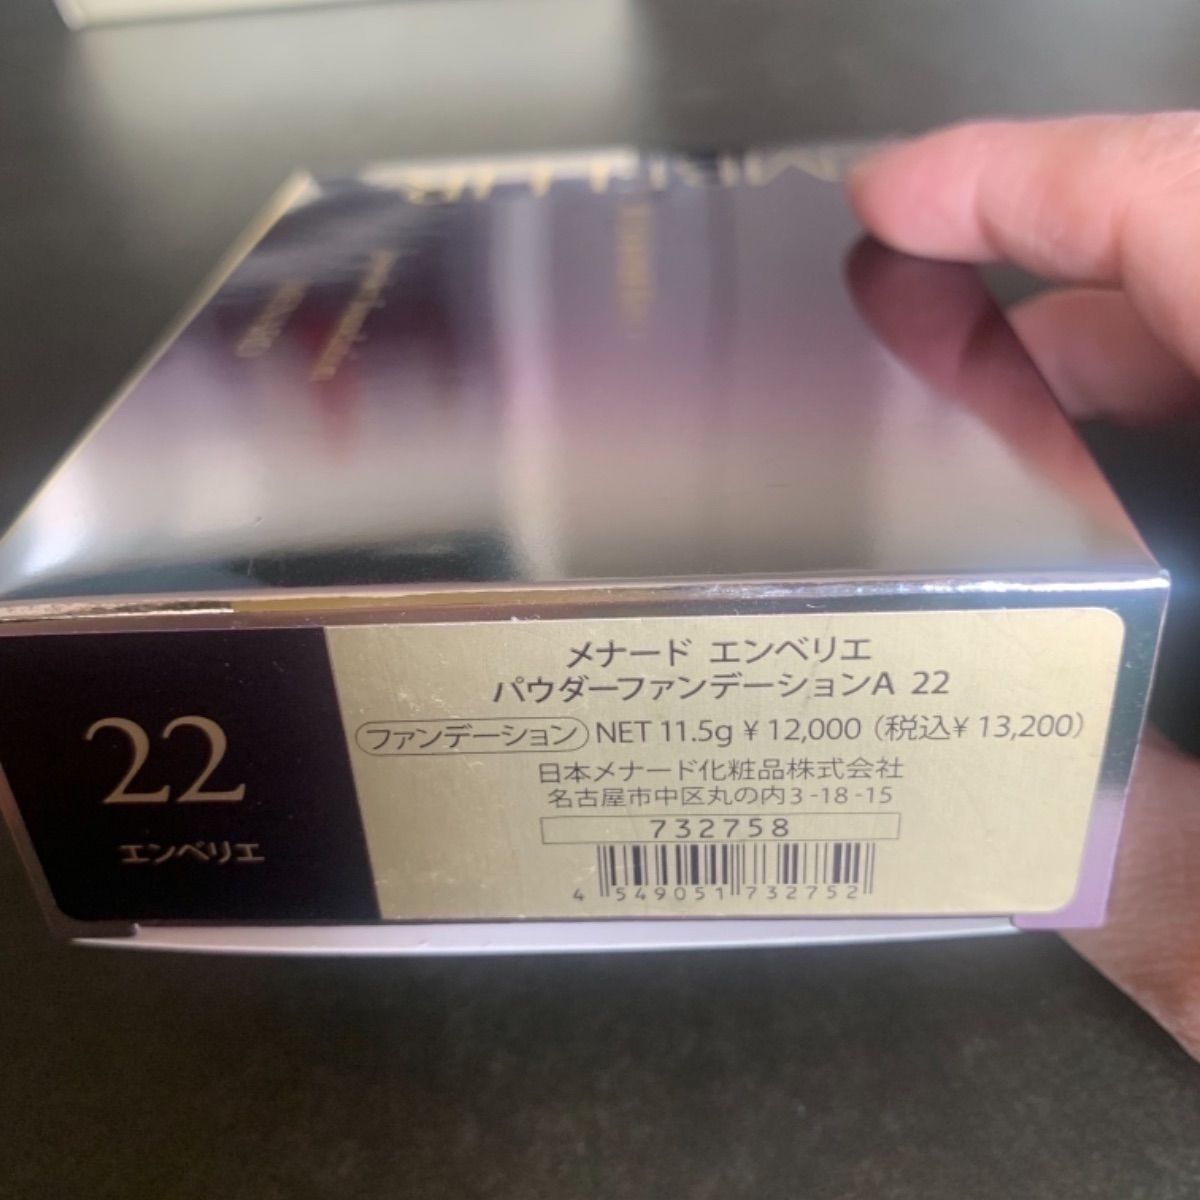 22
エンベリエ
メナード エンベリエ
パウダーファンデーションA 22
ファンデーション NET 11.5g ¥ 12,000 (税込¥ 13,200)
日本メナード化粧品株式会社
名古屋市中区丸の内3-18-15
732758
4 549051 732752